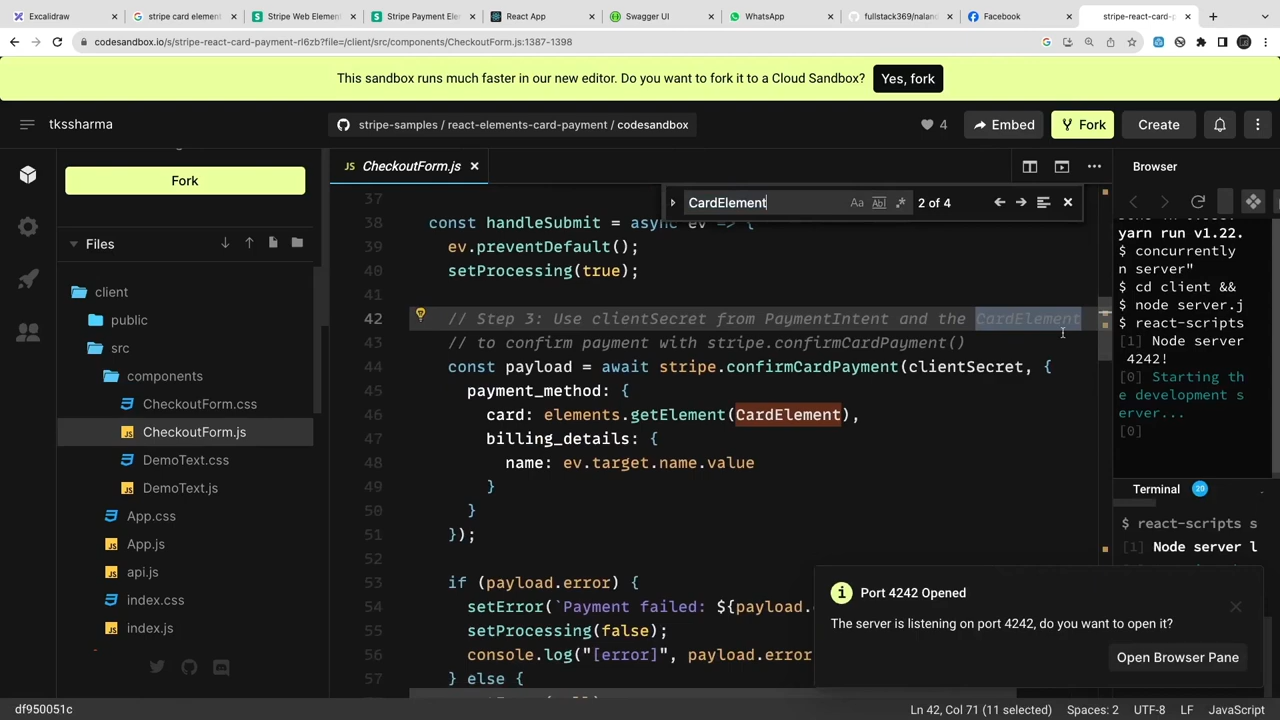 Excalidraw
stripe card element
Stripe Web Element
Stripe Payment Ele
React App
Swagger UI
WhatsApp
fullstack369/naland
Facebook
stripe-react-card-p
codesandbox.io/s/stripe-react-card-payment-rl6zb?file=/client/src/components/CheckoutForm.js:1387-1398
This sandbox runs much faster in our new editor. Do you want to fork it to a Cloud Sandbox?
Yes, fork
tkssharma
stripe-samples / react-elements-card-payment / codesandbox
4
Embed
Fork
Create
Fork
Files
client
public
src
components
CheckoutForm.css
CheckoutForm.js
DemoText.css
DemoText.js
App.css
App.js
api.js
index.css
index.js
JS CheckoutForm.js
CardElement
Aa
Abl
2 of 4
37
38 const handleSubmit = async ev => {
39 ev.preventDefault();
40 setProcessing(true);
41
42 // Step 3: Use clientSecret from PaymentIntent and the CardElement
43 // to confirm payment with stripe.confirmCardPayment()
44 const payload = await stripe.confirmCardPayment(clientSecret, {
45 payment_method: {
46 card: elements.getElement(CardElement),
47 billing_details: {
48 name: ev.target.name.value
49 }
50 }
51 });
52
53 if (payload.error) {
54 setError(`Payment failed: ${payload.
55 setProcessing(false);
56 console.log("[error]", payload.error
57 } else {
Browser
yarn run v1.22.
$ concurrently
n server"
$ cd client &&
$ node server.j
$ react-scripts
[1] Node server
4242!
[0] Starting th
e development s
erver...
[0]
Terminal
20
$ react-scripts s
[1] Node server l
Port 4242 Opened
The server is listening on port 4242, do you want to open it?
Open Browser Pane
df950051c
Ln 42, Col 71 (11 selected)
Spaces: 2
UTF-8
LF
JavaScript